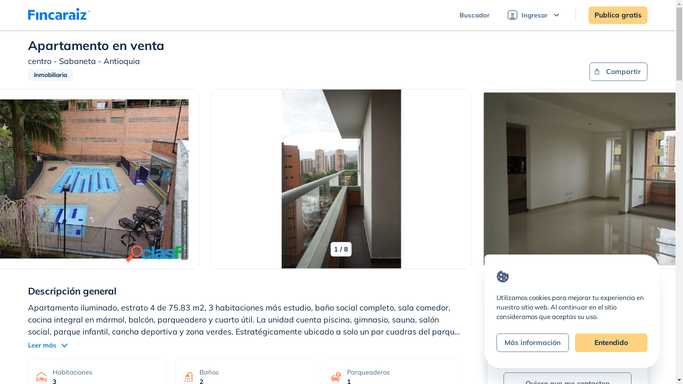 Fincaraiz
Buscador
Ingresar
Publica gratis
Apartamento en venta
centro - Sabaneta - Antioquia
Inmobiliaria
Compartir
clasf
1 / 8
Descripción general
Apartamento iluminado, estrato 4 de 75.83 m2, 3 habitaciones más estudio, baño social completo, sala comedor,
cocina integral en mármol, balcón, parqueadero y cuarto útil. La unidad cuenta piscina, gimnasio, sauna, salón
social, parque infantil, cancha deportiva y zona verdes. Estratégicamente ubicado a solo un par cuadras del parqu...
Leer más
Habitaciones
3
Baños
2
Parqueaderos
1
Utilizamos cookies para mejorar tu experiencia en
nuestro sitio web. Al continuar en el sitio
consideramos que aceptas su uso.
Más información
Entendido
Quiero que me contacten